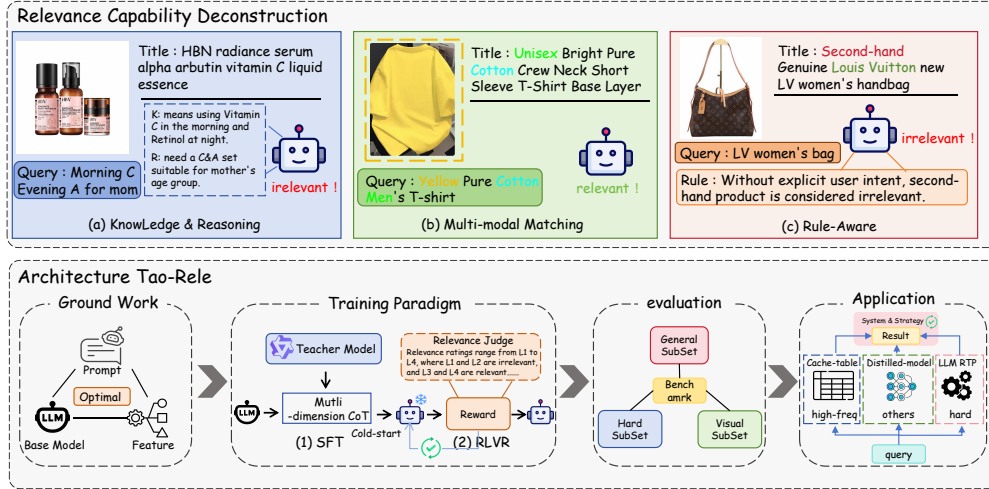 Relevance Capability Deconstruction
Title : HBN radiance serum
alpha arbutin vitamin C liquid
essence
K: means using Vitamin
C in the morning and
Retinol at night.
R: need a C&A set
suitable for mother's
age group.
irelevant !
Query : Morning C
Evening A for mom
(a) KnowLedge & Reasoning
Title : Unisex Bright Pure
Cotton Crew Neck Short
Sleeve T-Shirt Base Layer
relevant !
Query : Yellow Pure Cotton
Men's T-shirt
(b) Multi-modal Matching
Title : Second-hand
Genuine Louis Vuitton new
LV women's handbag
irrelevant !
Query : LV women's bag
Rule : Without explicit user intent, second-
hand product is considered irrelevant.
(c) Rule-Aware
Architecture Tao-Rele
Ground Work
Prompt
Optimal
LLM
Base Model
Feature
Training Paradigm
Teacher Model
LLM
Mutli
-dimension CoT
(1) SFT
Cold-start
Relevance Judge
Relevance ratings range from L1 to
L4, where L1 and L2 are irrelevant,
and L3 and L4 are relevant......
Reward
(2) RLVR
evaluation
General
SubSet
Bench
amrk
Hard
SubSet
Visual
SubSet
Application
System & Strategy
Result
Cache-table
high-freq
Distilled-model
others
LLM RTP
hard
query